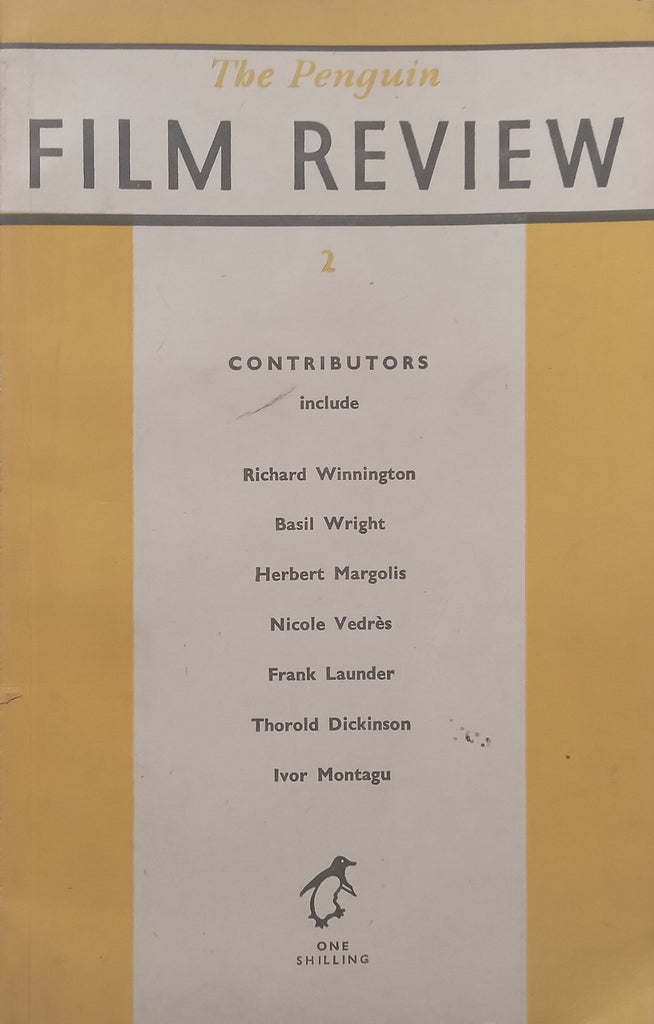 The Penguin
FILM REVIEW
2
CONTRIBUTORS
include
Richard Winnington
Basil Wright
Herbert Margolis
Nicole Vedrès
Frank Launder
Thorold Dickinson
Ivor Montagu
ONE
SHILLING